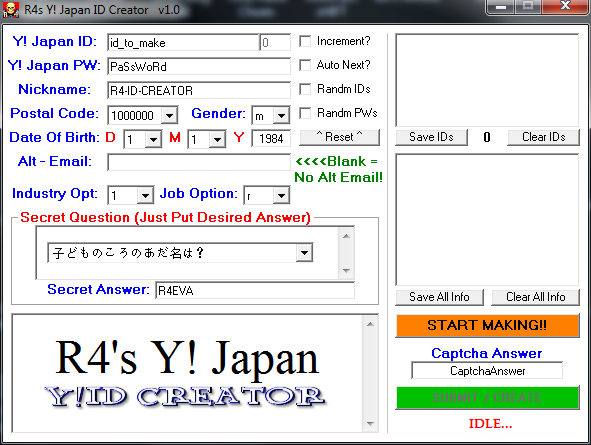 R4s Y! Japan ID Creator v1.0
Y! Japan ID: id_to_make 0 Increment?
Y! Japan PW: PaSsWoRd Auto Next?
Nickname: R4-ID-CREATOR Randm IDs
Postal Code: 1000000 Gender: m Randm PWs
Date Of Birth: D 1 M 1 Y 1984 ^ Reset ^
Save IDs 0 Clear IDs
Alt - Email: <<<<Blank =
No Alt Email!
Industry Opt: 1 Job Option: r
Secret Question (Just Put Desired Answer)
子どものころのあだ名は？
Secret Answer: R4EVA
Save All Info Clear All Info
R4's Y! Japan
Y!ID CREATOR
START MAKING!!
Captcha Answer
CaptchaAnswer
IDLE...